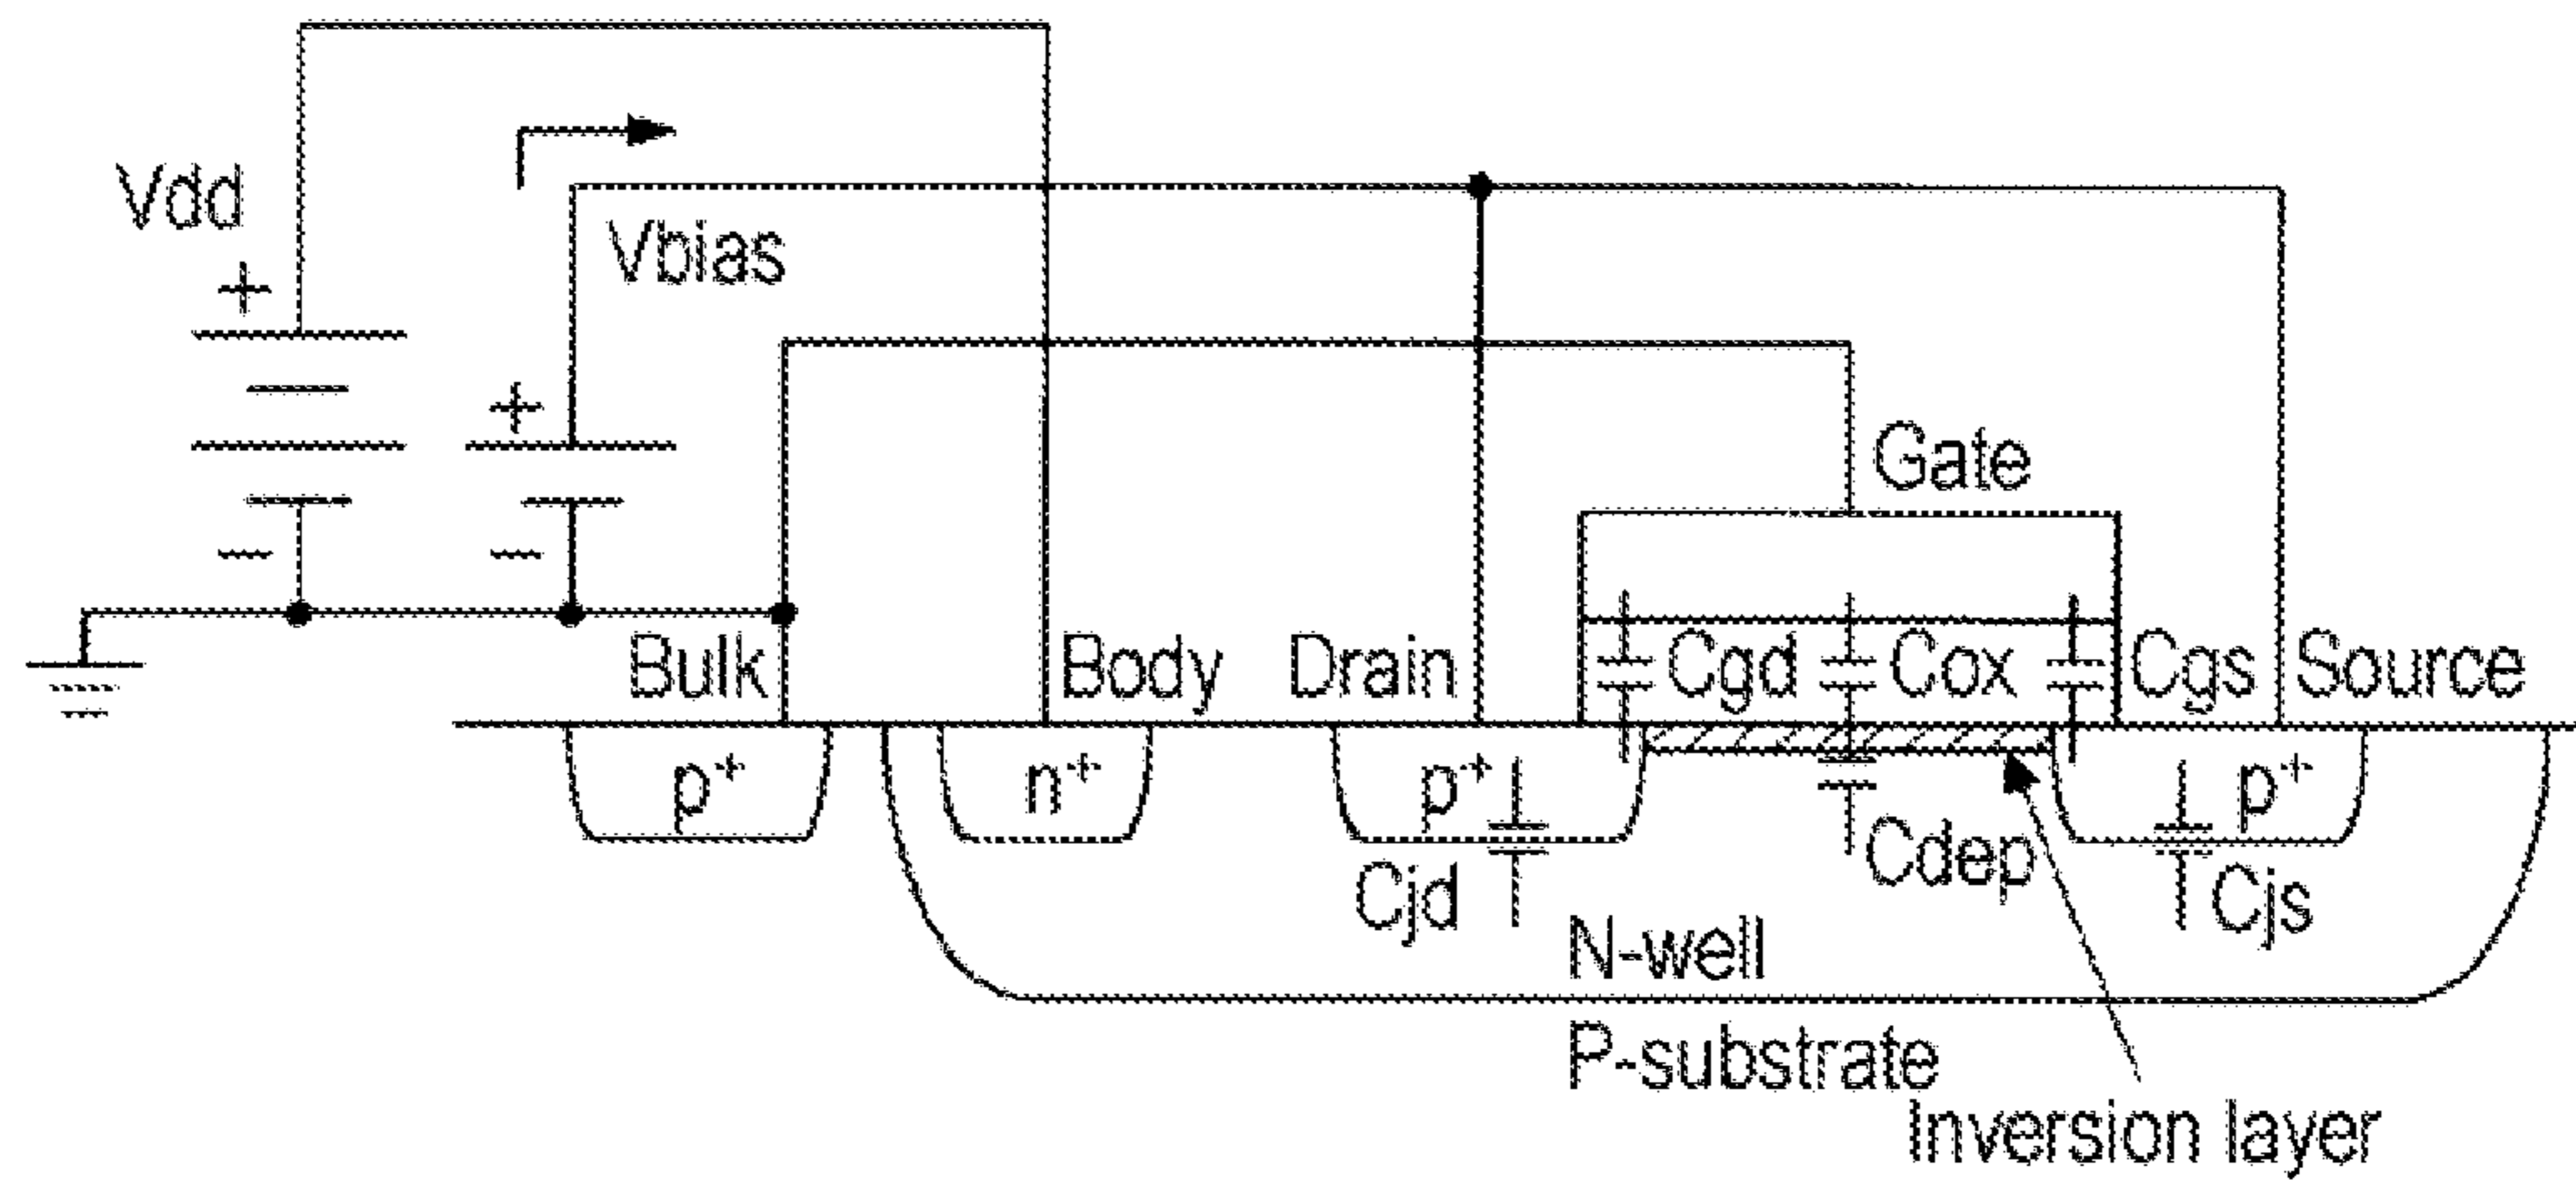 Vdd
+
Vbias
+
Gate
−
−
Bulk
Body
Drain
Cgd
Cox
Cgs
Source
p+
n+
p+
p+
Cdep
Cjd
Cjs
N-well
P-substrate
Inversion layer